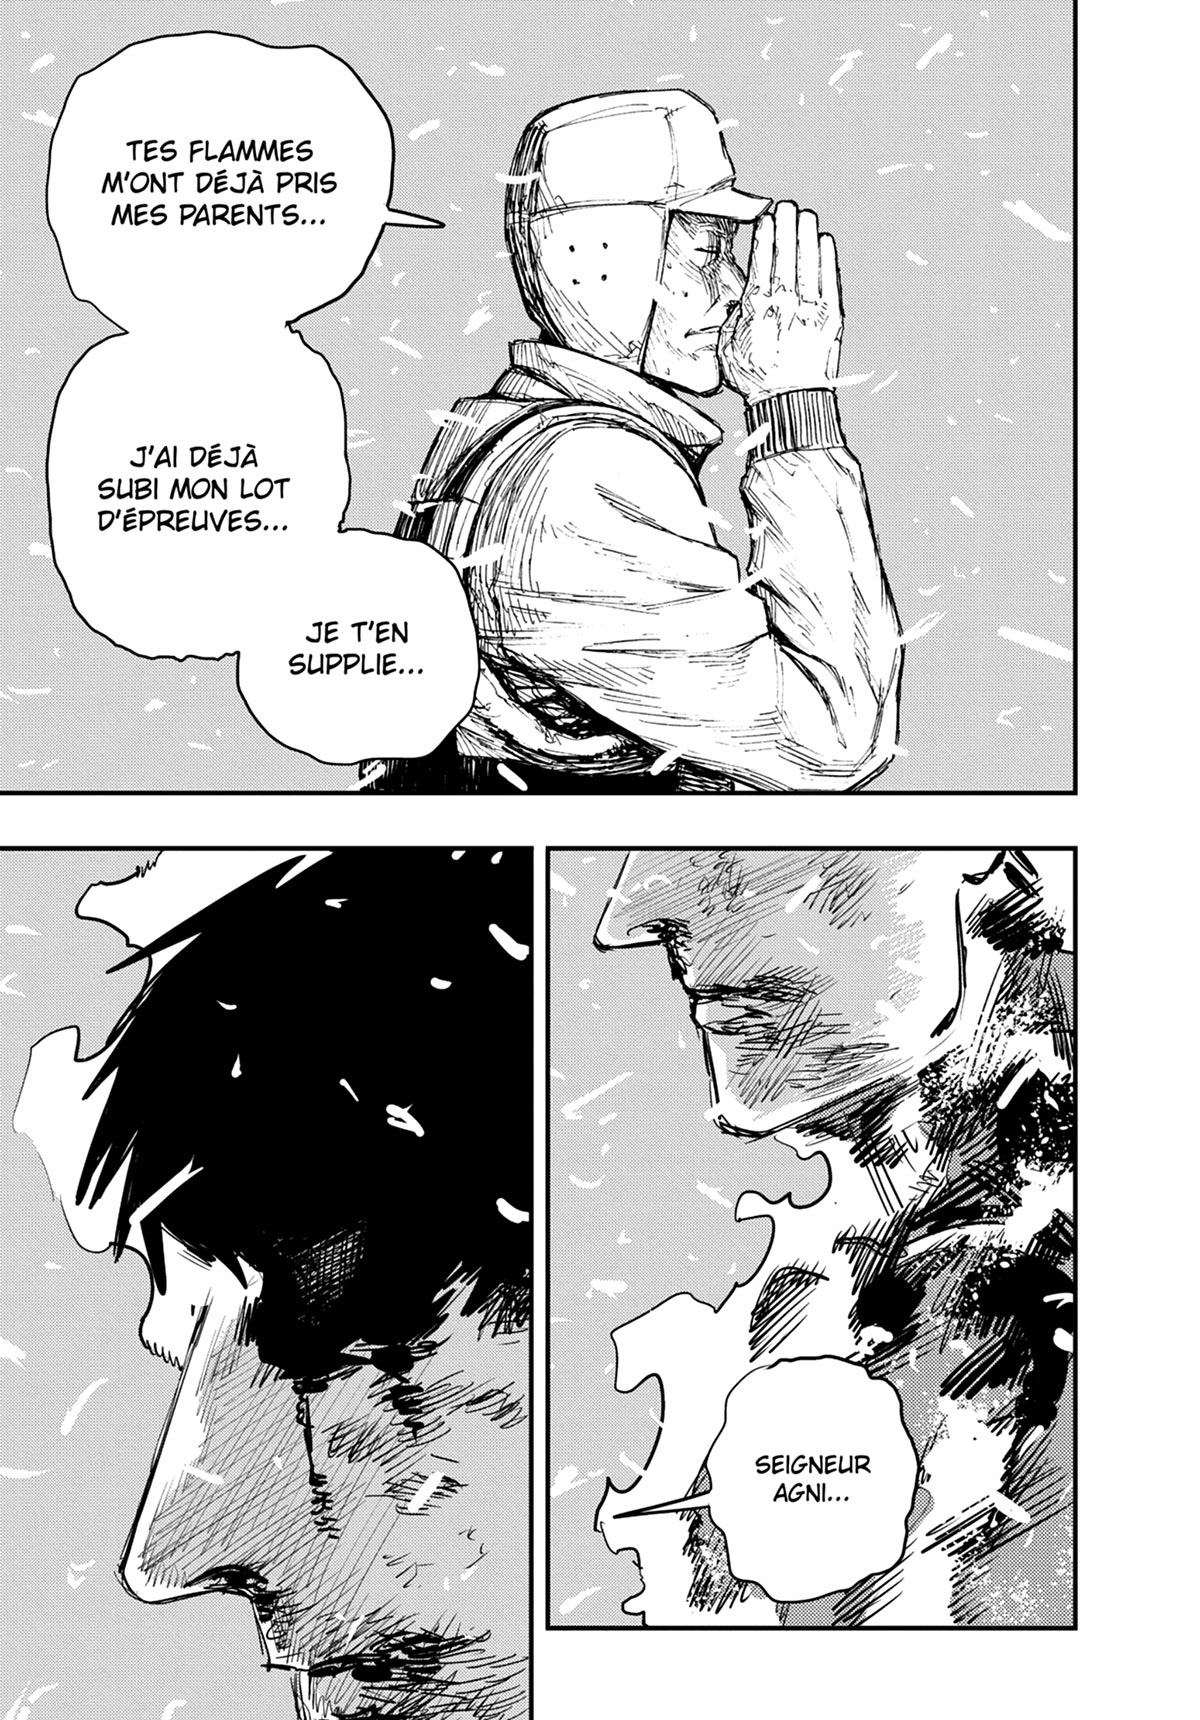 TES FLAMMES
M'ONT DÉJÀ PRIS
MES PARENTS...
J'AI DÉJÀ
SUBI MON LOT
D'ÉPREUVES...
JE T'EN
SUPPLIE...
SEIGNEUR
AGNI...